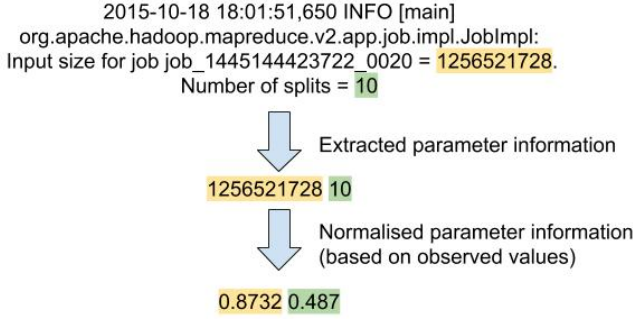 2015-10-18 18:01:51,650 INFO [main]
org.apache.hadoop.mapreduce.v2.app.job.impl.JobImpl:
Input size for job job_1445144423722_0020 = 1256521728.
Number of splits = 10
Extracted parameter information
1256521728 10
Normalised parameter information
(based on observed values)
0.8732 0.487